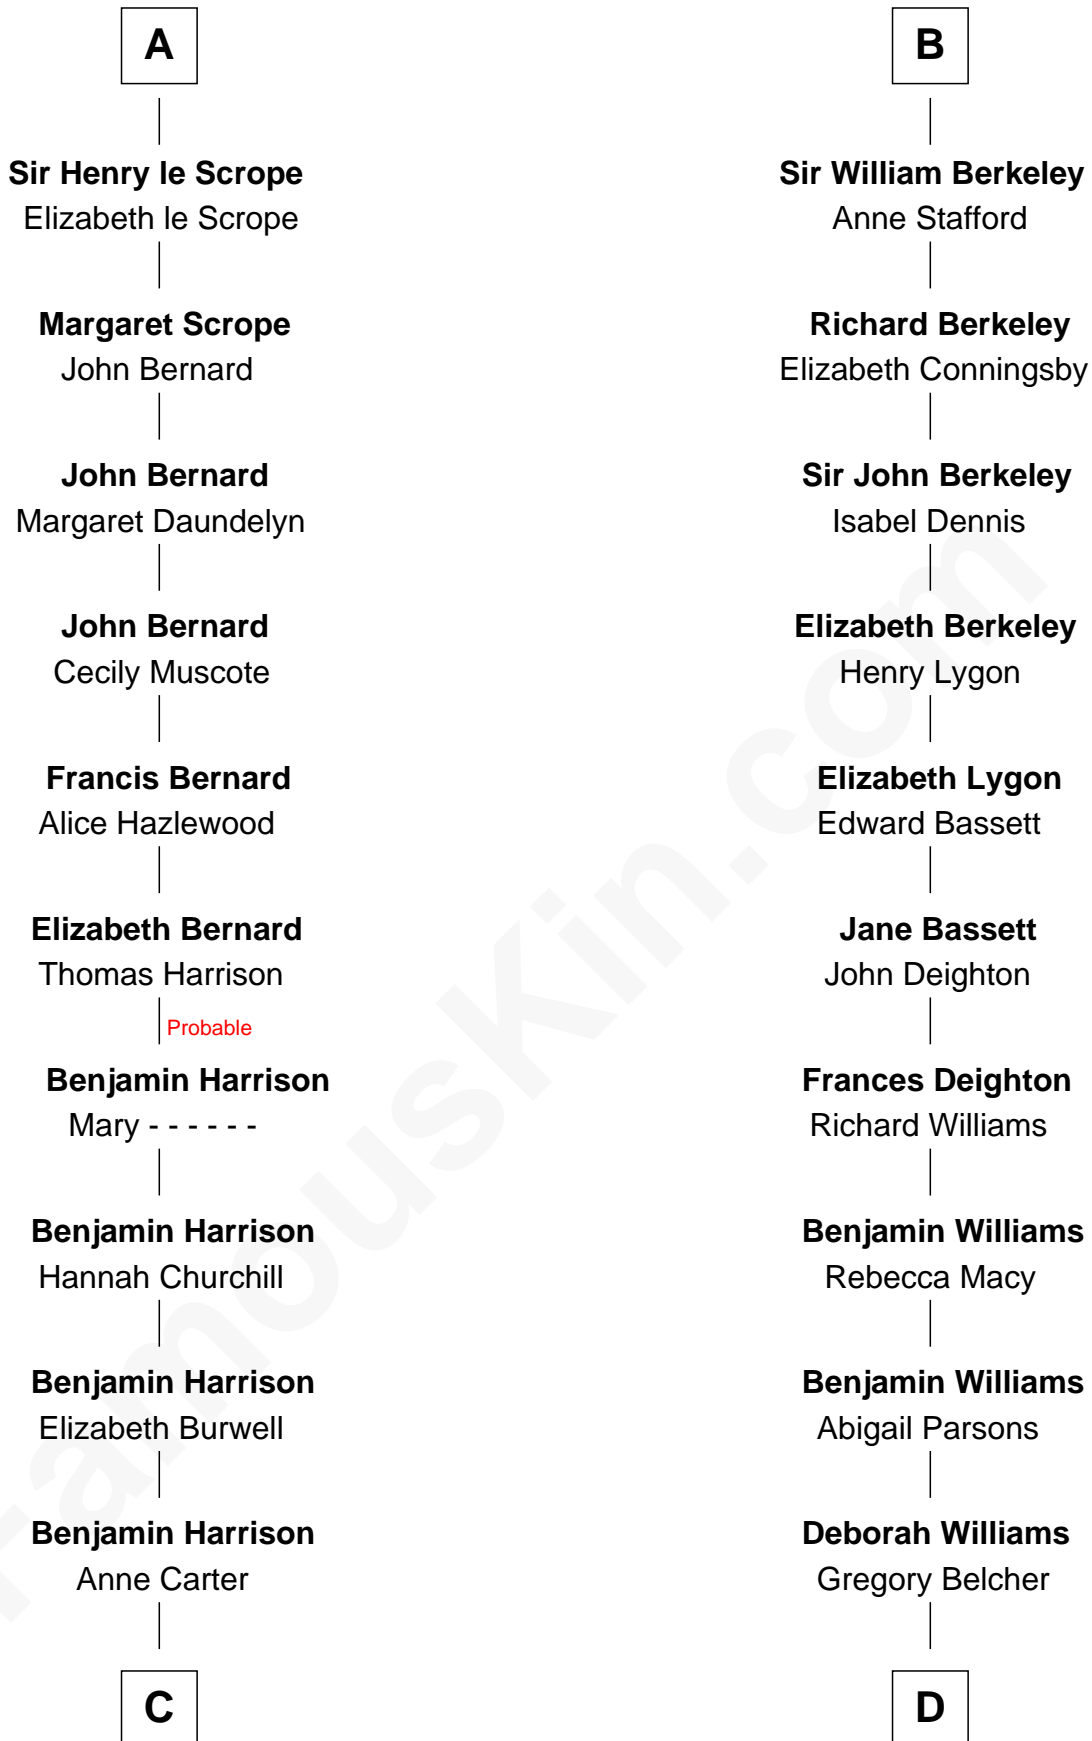 A
Sir Henry le Scrope
Elizabeth le Scrope
Margaret Scrope
John Bernard
John Bernard
Margaret Daundelyn
John Bernard
Cecily Muscote
Francis Bernard
Alice Hazlewood
Elizabeth Bernard
Thomas Harrison
Probable
Benjamin Harrison
Mary - - - - - -
Benjamin Harrison
Hannah Churchill
Benjamin Harrison
Elizabeth Burwell
Benjamin Harrison
Anne Carter
C
B
Sir William Berkeley
Anne Stafford
Richard Berkeley
Elizabeth Conningsby
Sir John Berkeley
Isabel Dennis
Elizabeth Berkeley
Henry Lygon
Elizabeth Lygon
Edward Bassett
Jane Bassett
John Deighton
Frances Deighton
Richard Williams
Benjamin Williams
Rebecca Macy
Benjamin Williams
Abigail Parsons
Deborah Williams
Gregory Belcher
D
FamousKin.com